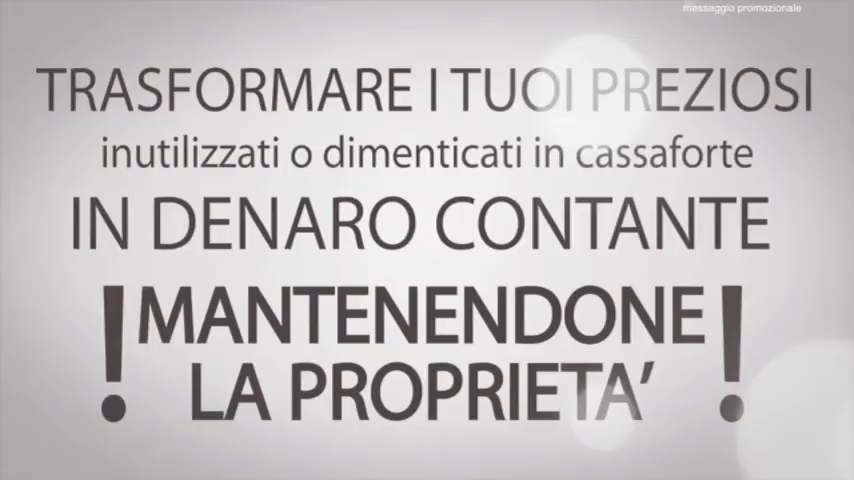 messaggio promozionale
TRASFORMARE I TUOI PREZIOSI
inutilizzati o dimenticati in cassaforte
IN DENARO CONTANTE
! MANTENENDONE !
LA PROPRIETA'